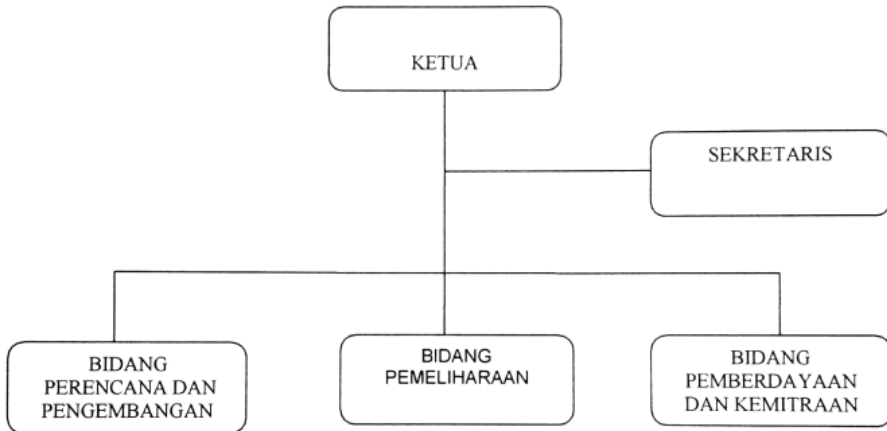 KETUA
SEKRETARIS
BIDANG
PERENCANA DAN
PENGEMBANGAN
BIDANG
PEMELIHARAAN
BIDANG
PEMBERDAYAAN
DAN KEMITRAAN